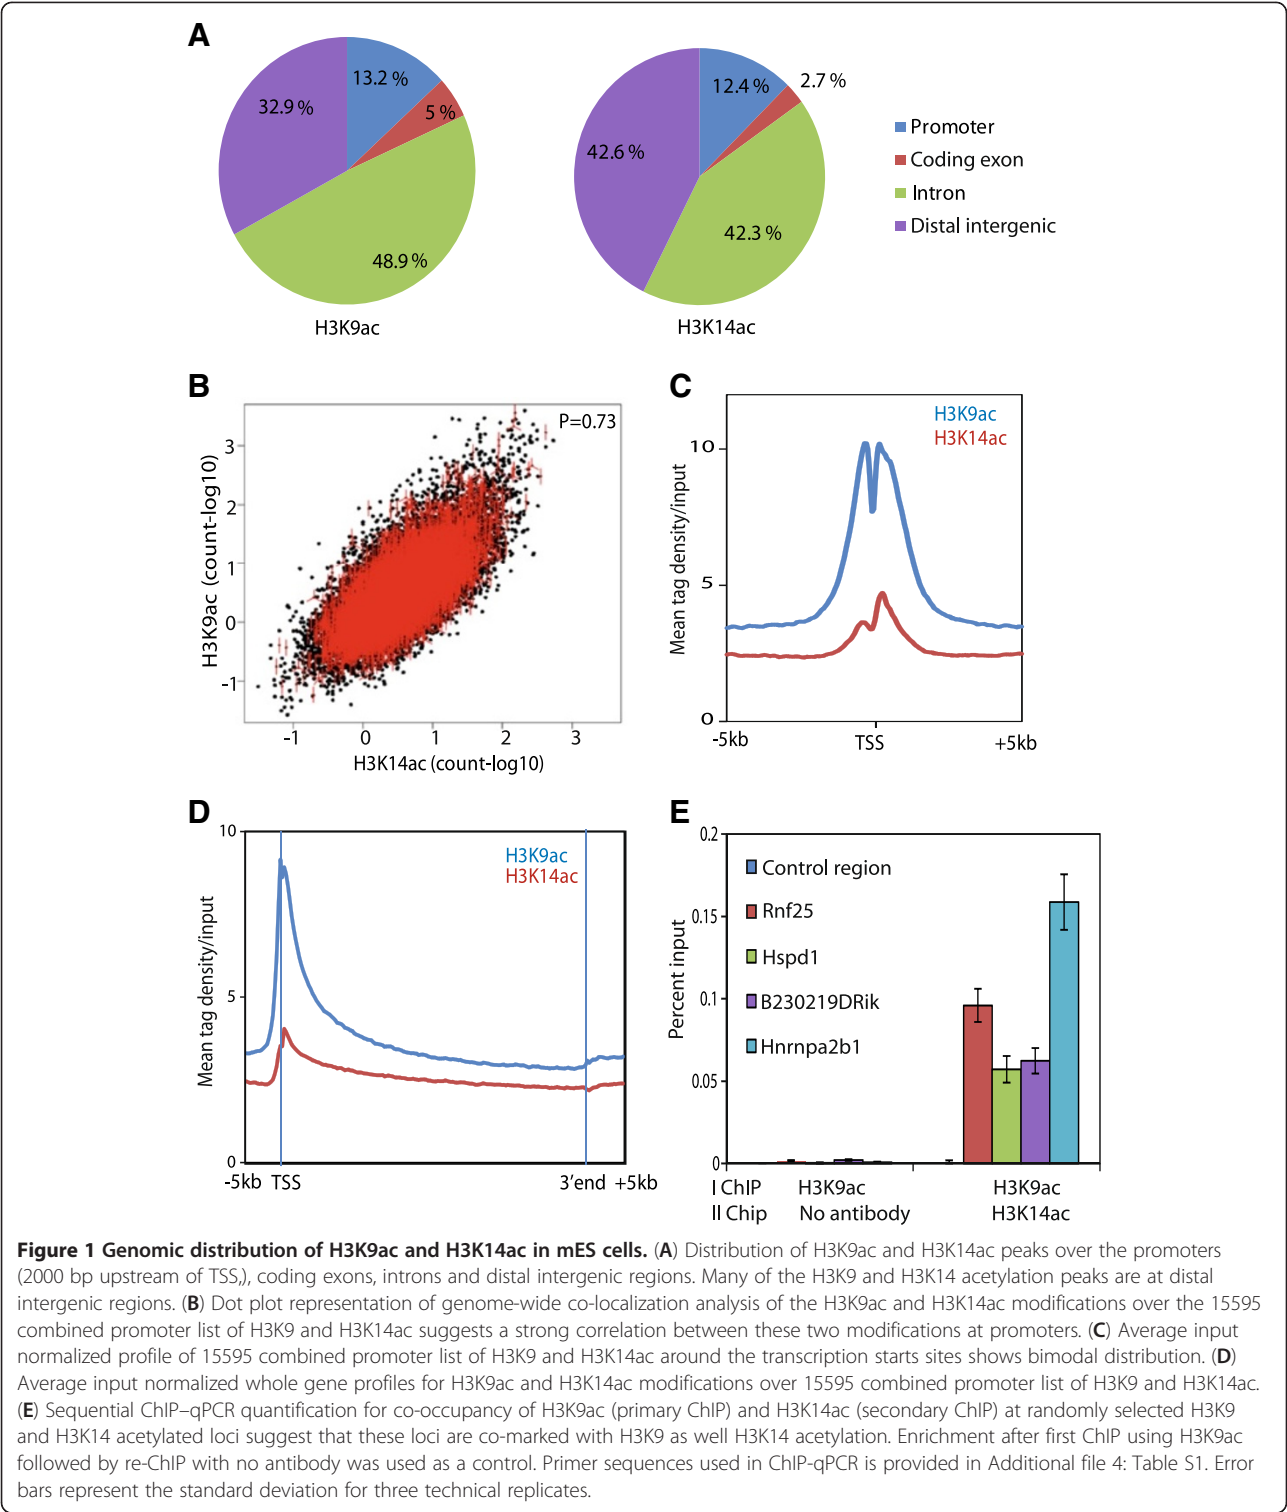 A
13.2 %
5 %
32.9 %
48.9 %
H3K9ac
12.4 %
2.7 %
42.6 %
42.3 %
H3K14ac
Promoter
Coding exon
Intron
Distal intergenic
B
P=0.73
H3K9ac (count-log10)
3
2
1
0
-1
-1 0 1 2 3
H3K14ac (count-log10)
C
H3K9ac
H3K14ac
Mean tag density/input
10
5
0
-5kb TSS +5kb
D
H3K9ac
H3K14ac
Mean tag density/input
10
5
0
-5kb TSS 3'end +5kb
E
Control region
Rnf25
Hspd1
B230219DRik
Hnrnpa2b1
Percent input
0.2
0.15
0.1
0.05
0
I ChIP H3K9ac H3K9ac
II Chip No antibody H3K14ac
Figure 1 Genomic distribution of H3K9ac and H3K14ac in mES cells. (A) Distribution of H3K9ac and H3K14ac peaks over the promoters
(2000 bp upstream of TSS,), coding exons, introns and distal intergenic regions. Many of the H3K9 and H3K14 acetylation peaks are at distal
intergenic regions. (B) Dot plot representation of genome-wide co-localization analysis of the H3K9ac and H3K14ac modifications over the 15595
combined promoter list of H3K9 and H3K14ac suggests a strong correlation between these two modifications at promoters. (C) Average input
normalized profile of 15595 combined promoter list of H3K9 and H3K14ac around the transcription starts sites shows bimodal distribution. (D)
Average input normalized whole gene profiles for H3K9ac and H3K14ac modifications over 15595 combined promoter list of H3K9 and H3K14ac.
(E) Sequential ChIP–qPCR quantification for co-occupancy of H3K9ac (primary ChIP) and H3K14ac (secondary ChIP) at randomly selected H3K9
and H3K14 acetylated loci suggest that these loci are co-marked with H3K9 as well H3K14 acetylation. Enrichment after first ChIP using H3K9ac
followed by re-ChIP with no antibody was used as a control. Primer sequences used in ChIP-qPCR is provided in Additional file 4: Table S1. Error
bars represent the standard deviation for three technical replicates.